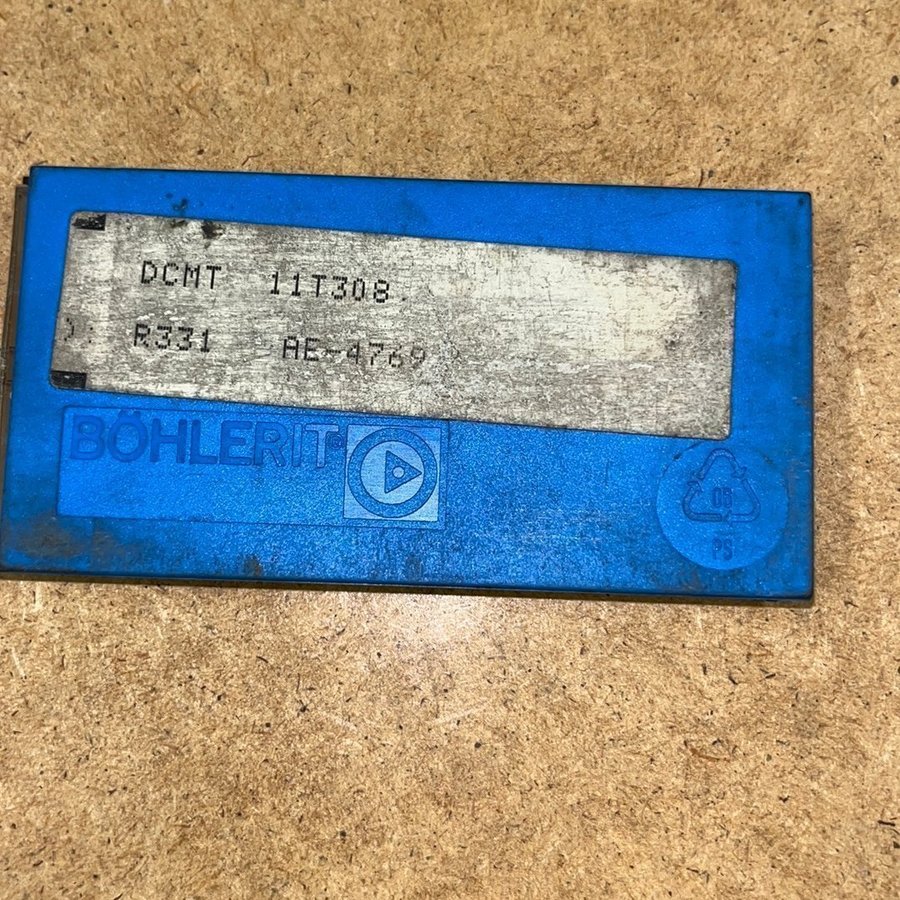 DCMT 11T308
R331 AE-4769
BÖHLERIT
PS